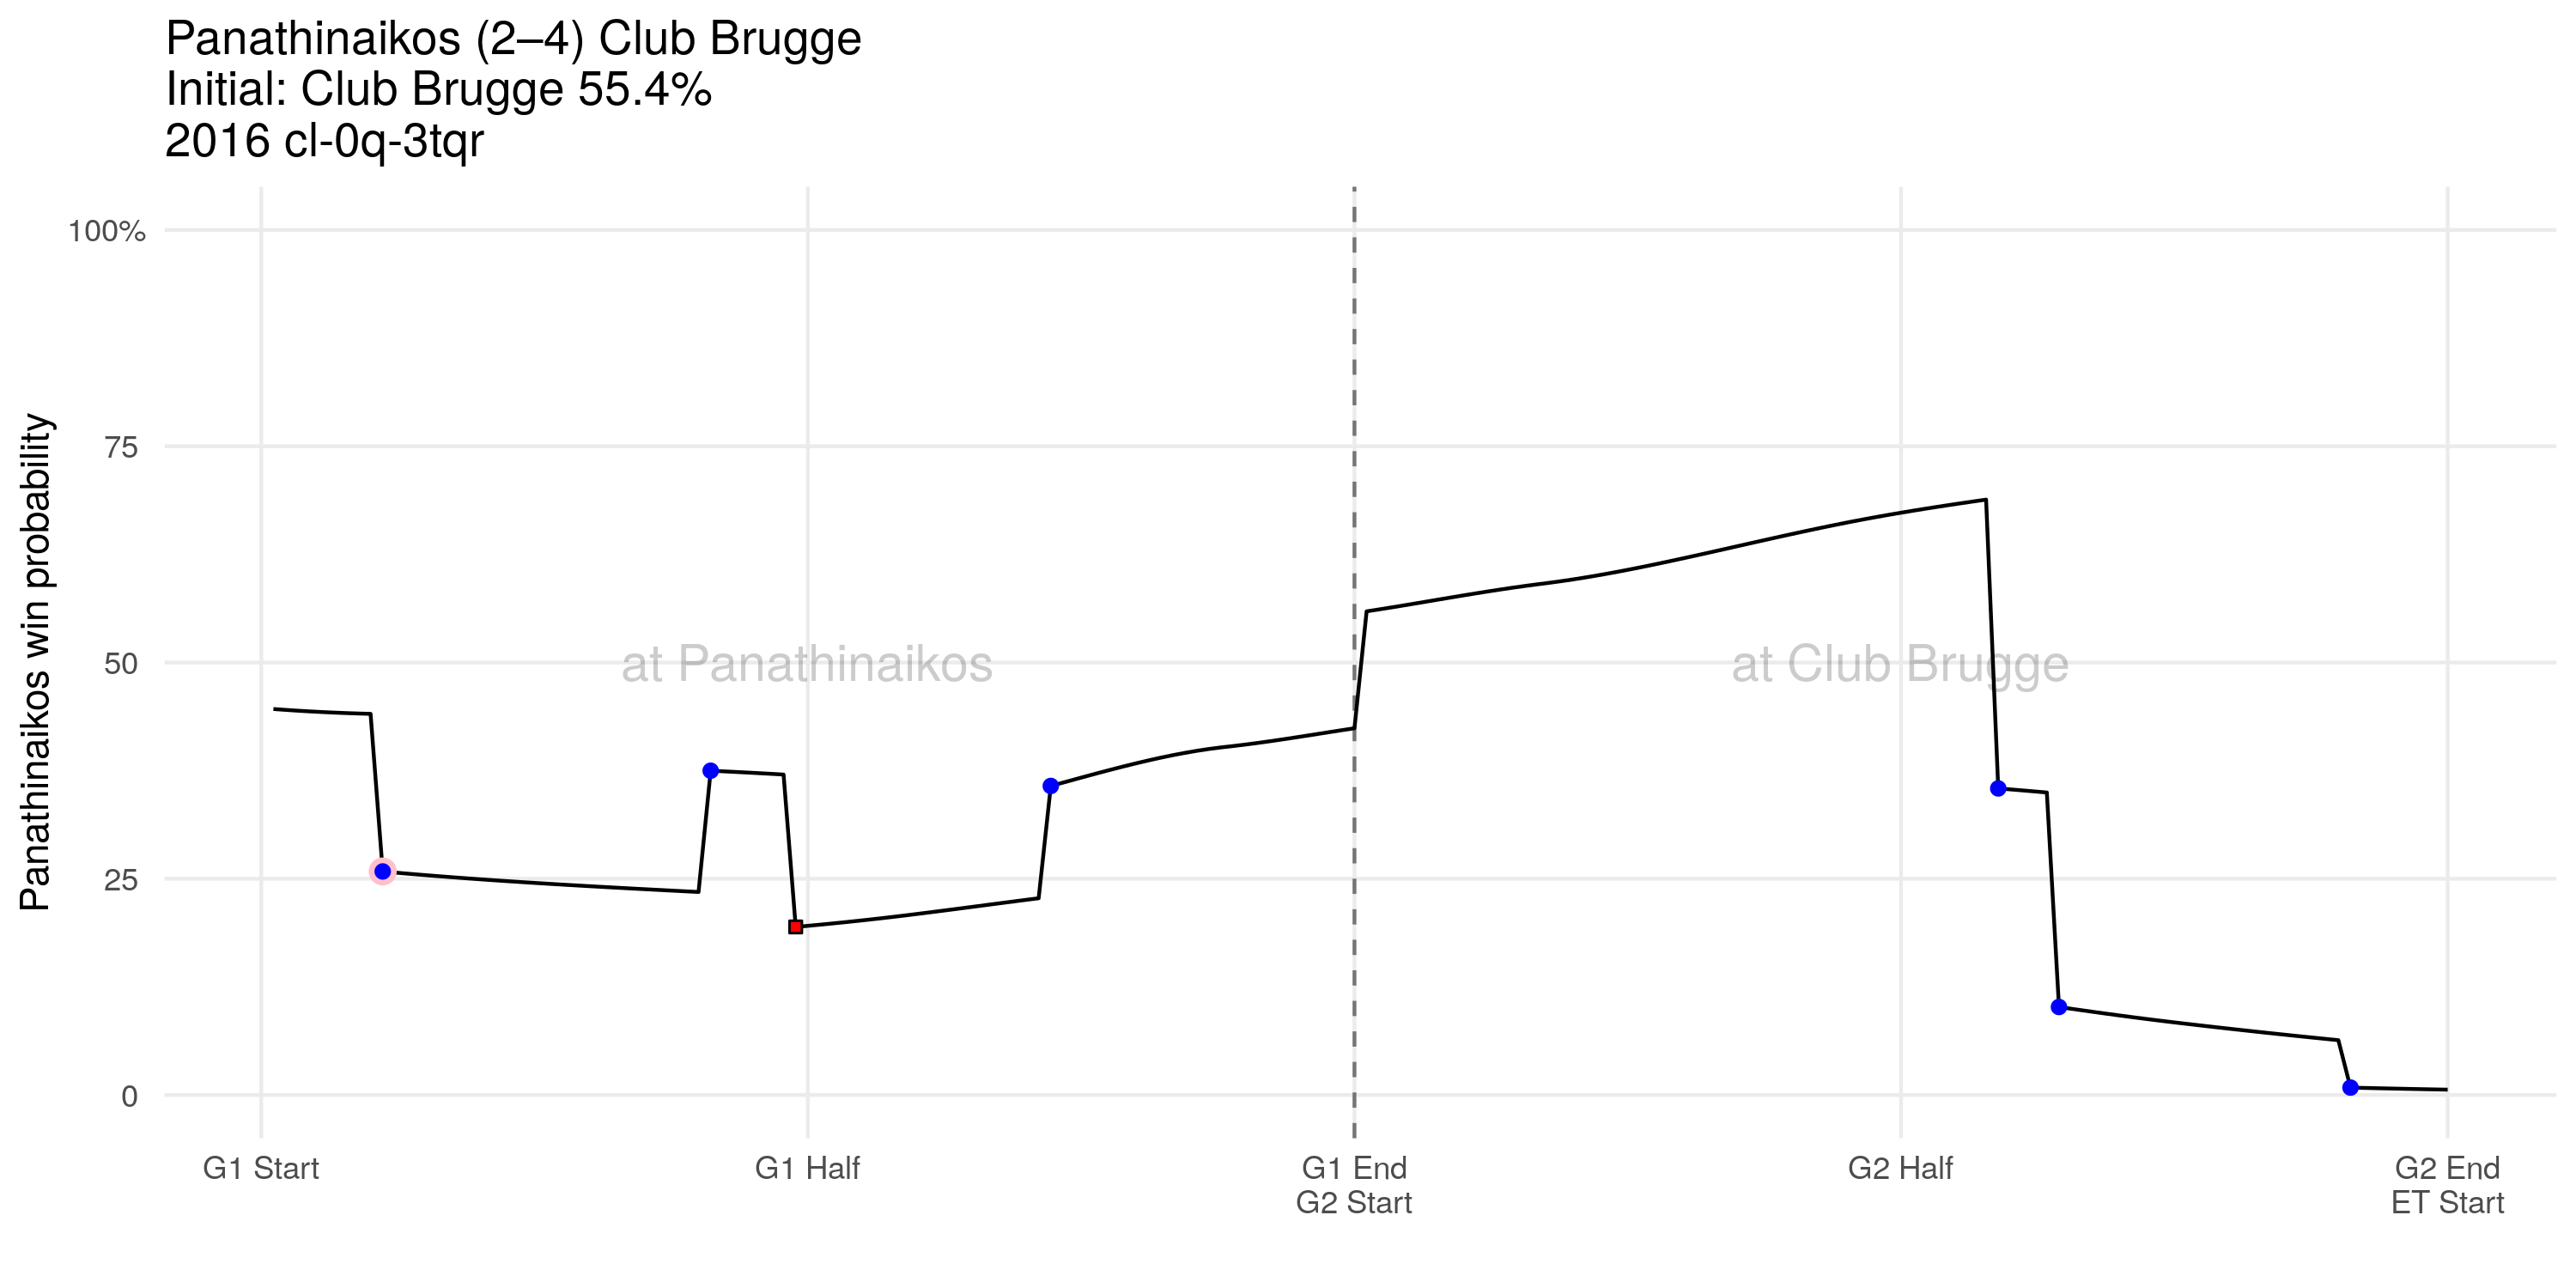 Panathinaikos (2–4) Club Brugge
Initial: Club Brugge 55.4%
2016 cl-0q-3tqr
Panathinaikos win probability
100%
75
50
25
0
at Panathinaikos
at Club Brugge
G1 Start
G1 Half
G1 End
G2 Start
G2 Half
G2 End
ET Start